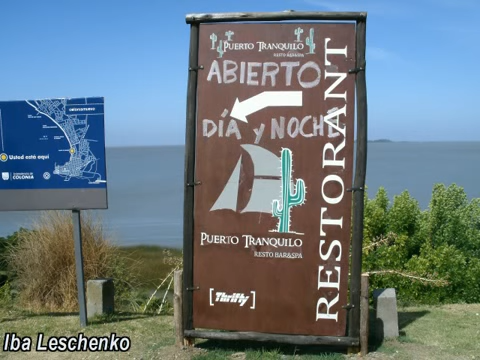 PUERTO TRANQUILO
RESTO BAR&SPA
ABIERTO
DÍA y NOCHE
PUERTO TRANQUILO
RESTO BAR&SPÁ
[Thrifty]
RESTORANT
Usted está aquí
COLONIA
Iba Leschenko